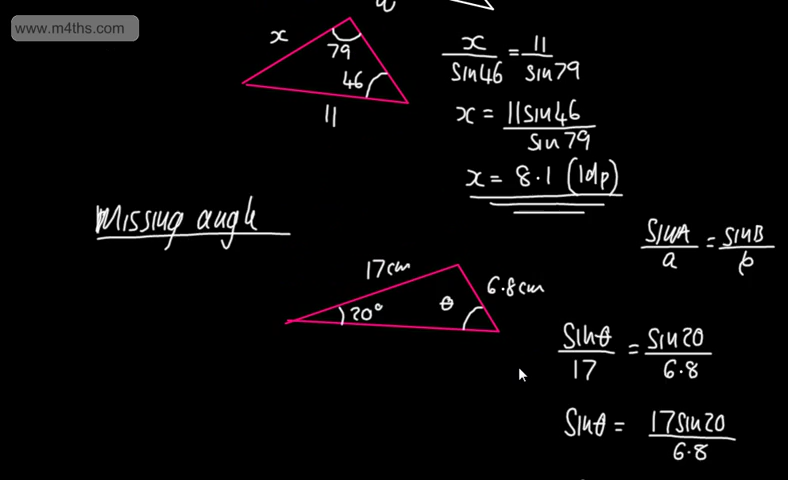 www.m4ths.com
x
79
46
11
x/sin46 = 11/sin79
x = 11sin46/sin79
x = 8.1 (1dp)
Missing angle
SinA/a = sinB/b
17cm
6.8cm
20°
θ
Sinθ/17 = sin20/6.8
Sinθ = 17sin20/6.8